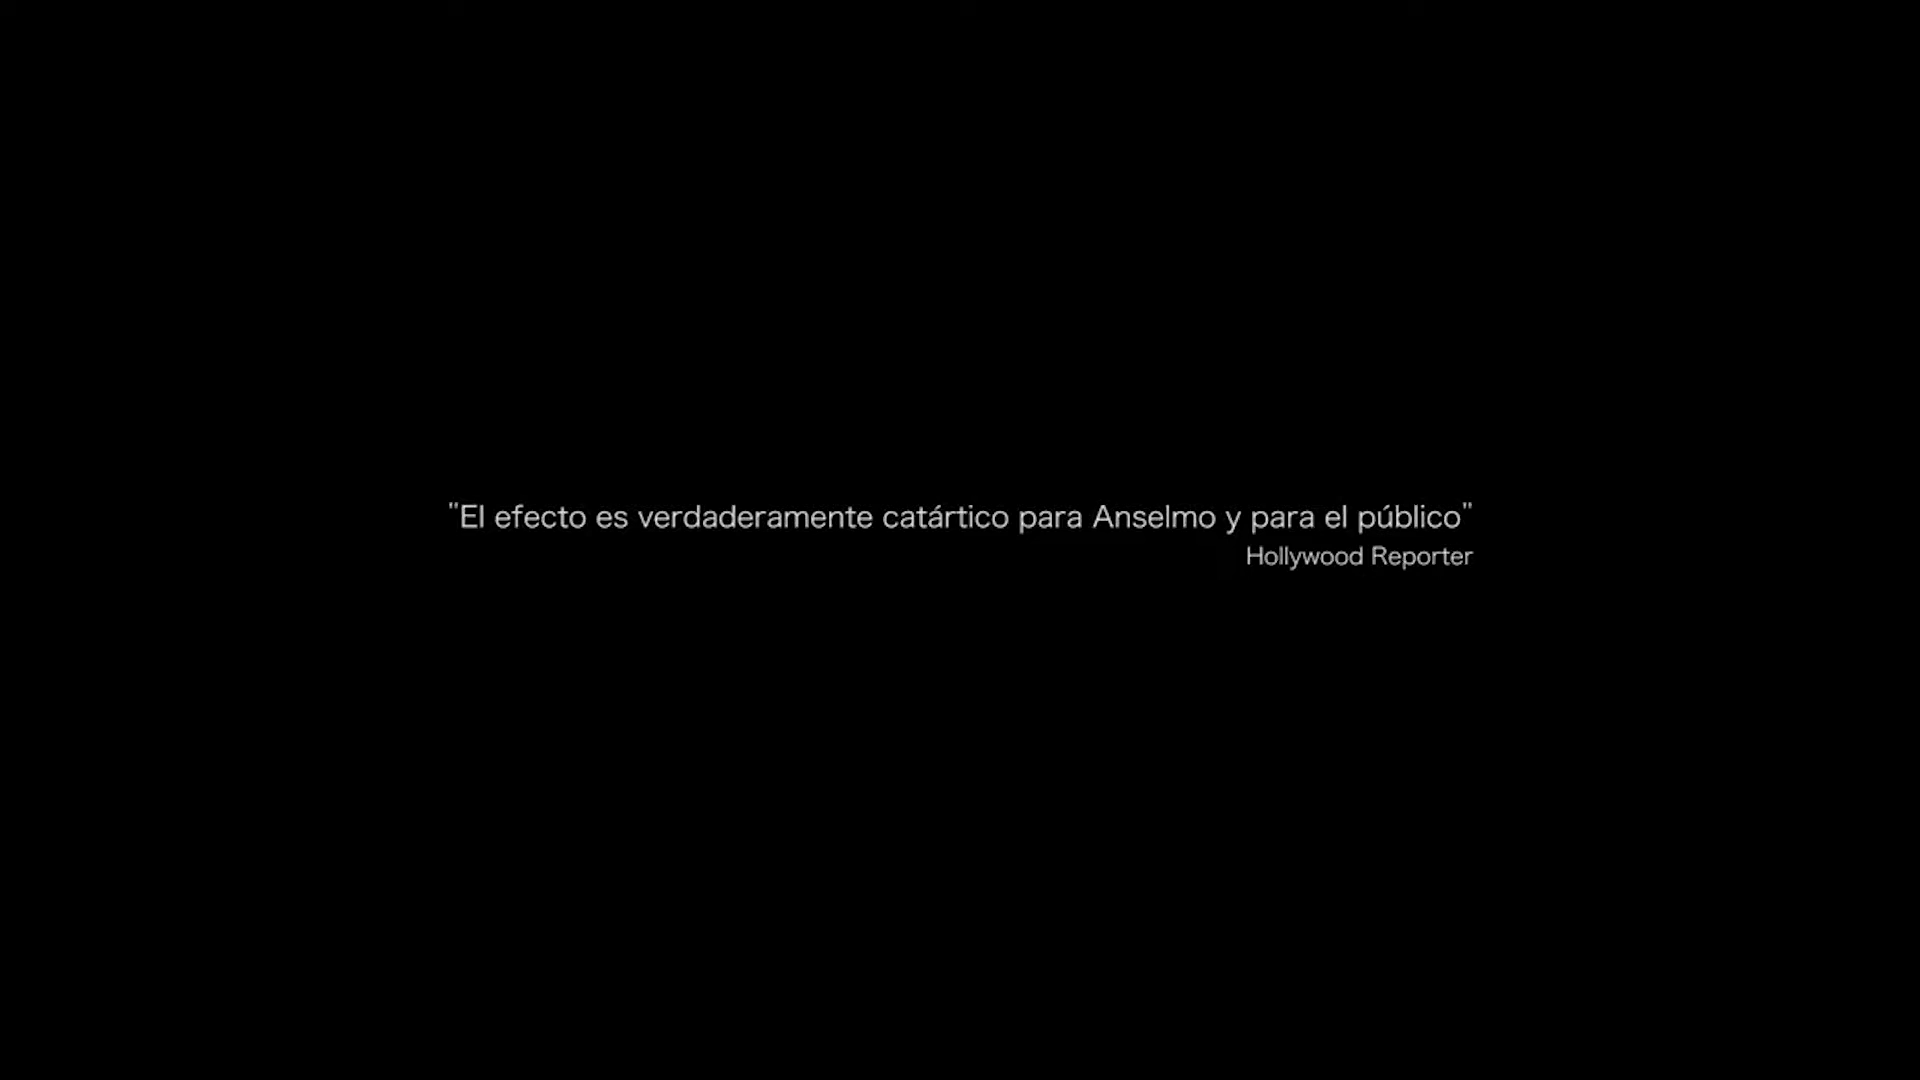 "El efecto es verdaderamente catártico para Anselmo y para el público"
Hollywood Reporter